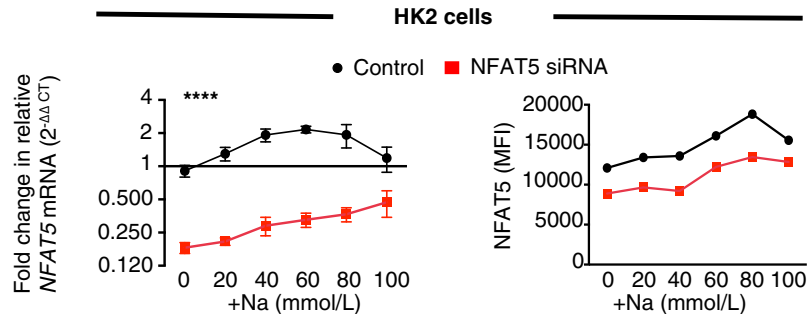 HK2 cells
Control
NFAT5 siRNA
Fold change in relative
NFAT5 mRNA (2-ΔΔ CT)
****
4
2
1
0.500
0.250
0.120
0 20 40 60 80 100
+Na (mmol/L)
NFAT5 (MFI)
20000
15000
10000
5000
0
0 20 40 60 80 100
+Na (mmol/L)